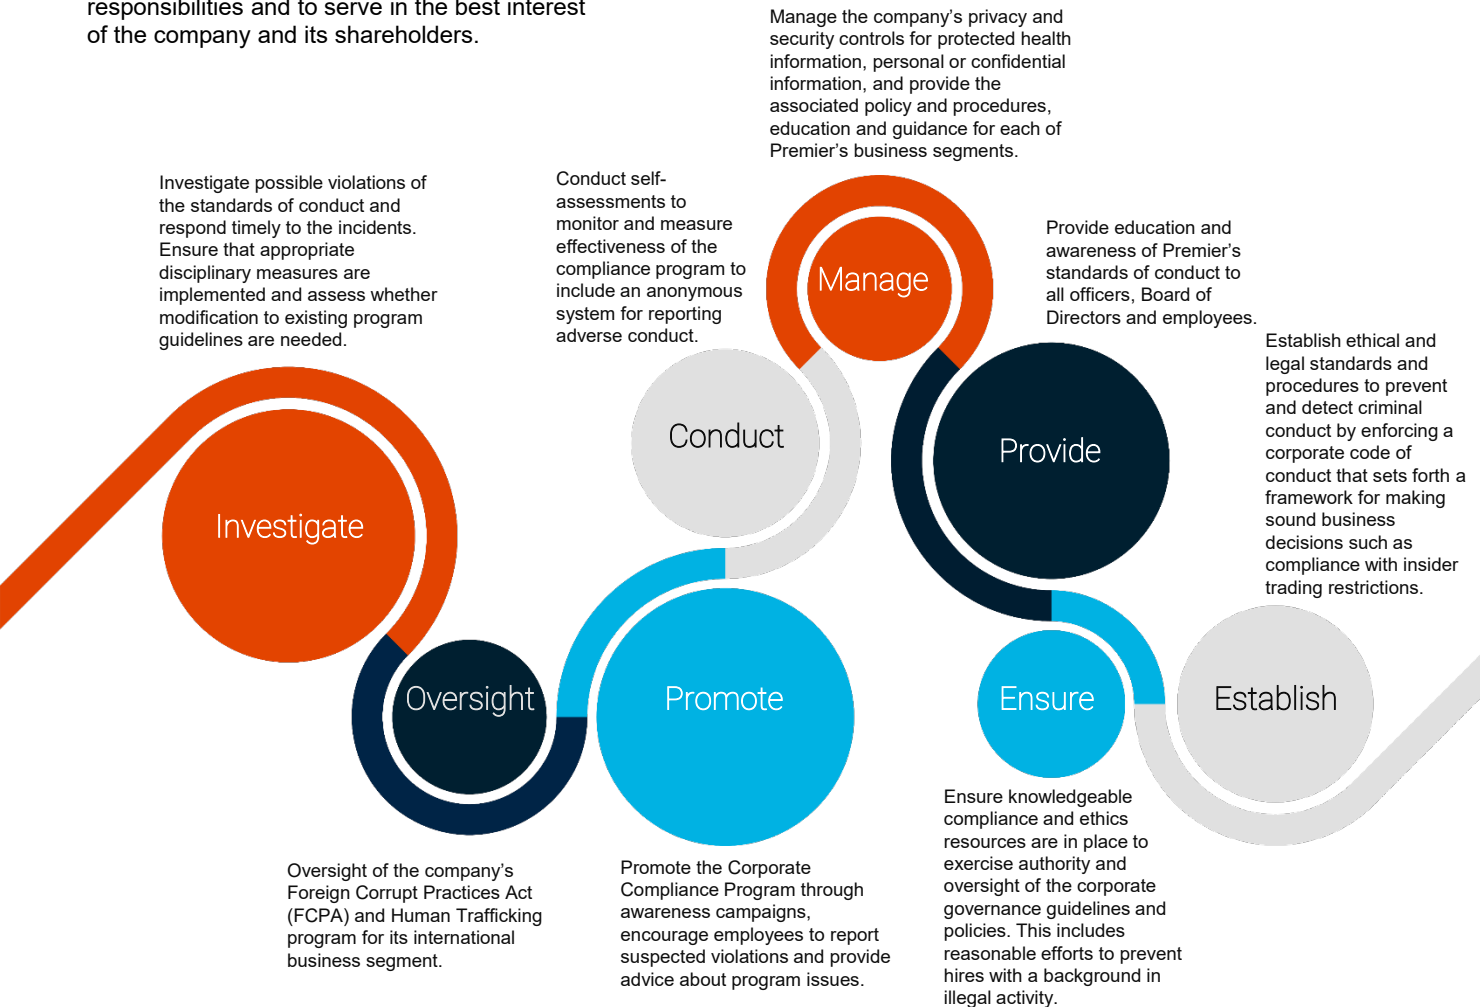 responsibilities and to serve in the best interest
of the company and its shareholders.
Manage the company’s privacy and
security controls for protected health
information, personal or confidential
information, and provide the
associated policy and procedures,
education and guidance for each of
Premier’s business segments.
Investigate possible violations of
the standards of conduct and
respond timely to the incidents.
Ensure that appropriate
disciplinary measures are
implemented and assess whether
modification to existing program
guidelines are needed.
Conduct self-
assessments to
monitor and measure
effectiveness of the
compliance program to
include an anonymous
system for reporting
adverse conduct.
Provide education and
awareness of Premier’s
standards of conduct to
all officers, Board of
Directors and employees.
Establish ethical and
legal standards and
procedures to prevent
and detect criminal
conduct by enforcing a
corporate code of
conduct that sets forth a
framework for making
sound business
decisions such as
compliance with insider
trading restrictions.
Manage
Conduct
Provide
Investigate
Oversight
Promote
Ensure
Establish
Oversight of the company’s
Foreign Corrupt Practices Act
(FCPA) and Human Trafficking
program for its international
business segment.
Promote the Corporate
Compliance Program through
awareness campaigns,
encourage employees to report
suspected violations and provide
advice about program issues.
Ensure knowledgeable
compliance and ethics
resources are in place to
exercise authority and
oversight of the corporate
governance guidelines and
policies. This includes
reasonable efforts to prevent
hires with a background in
illegal activity.